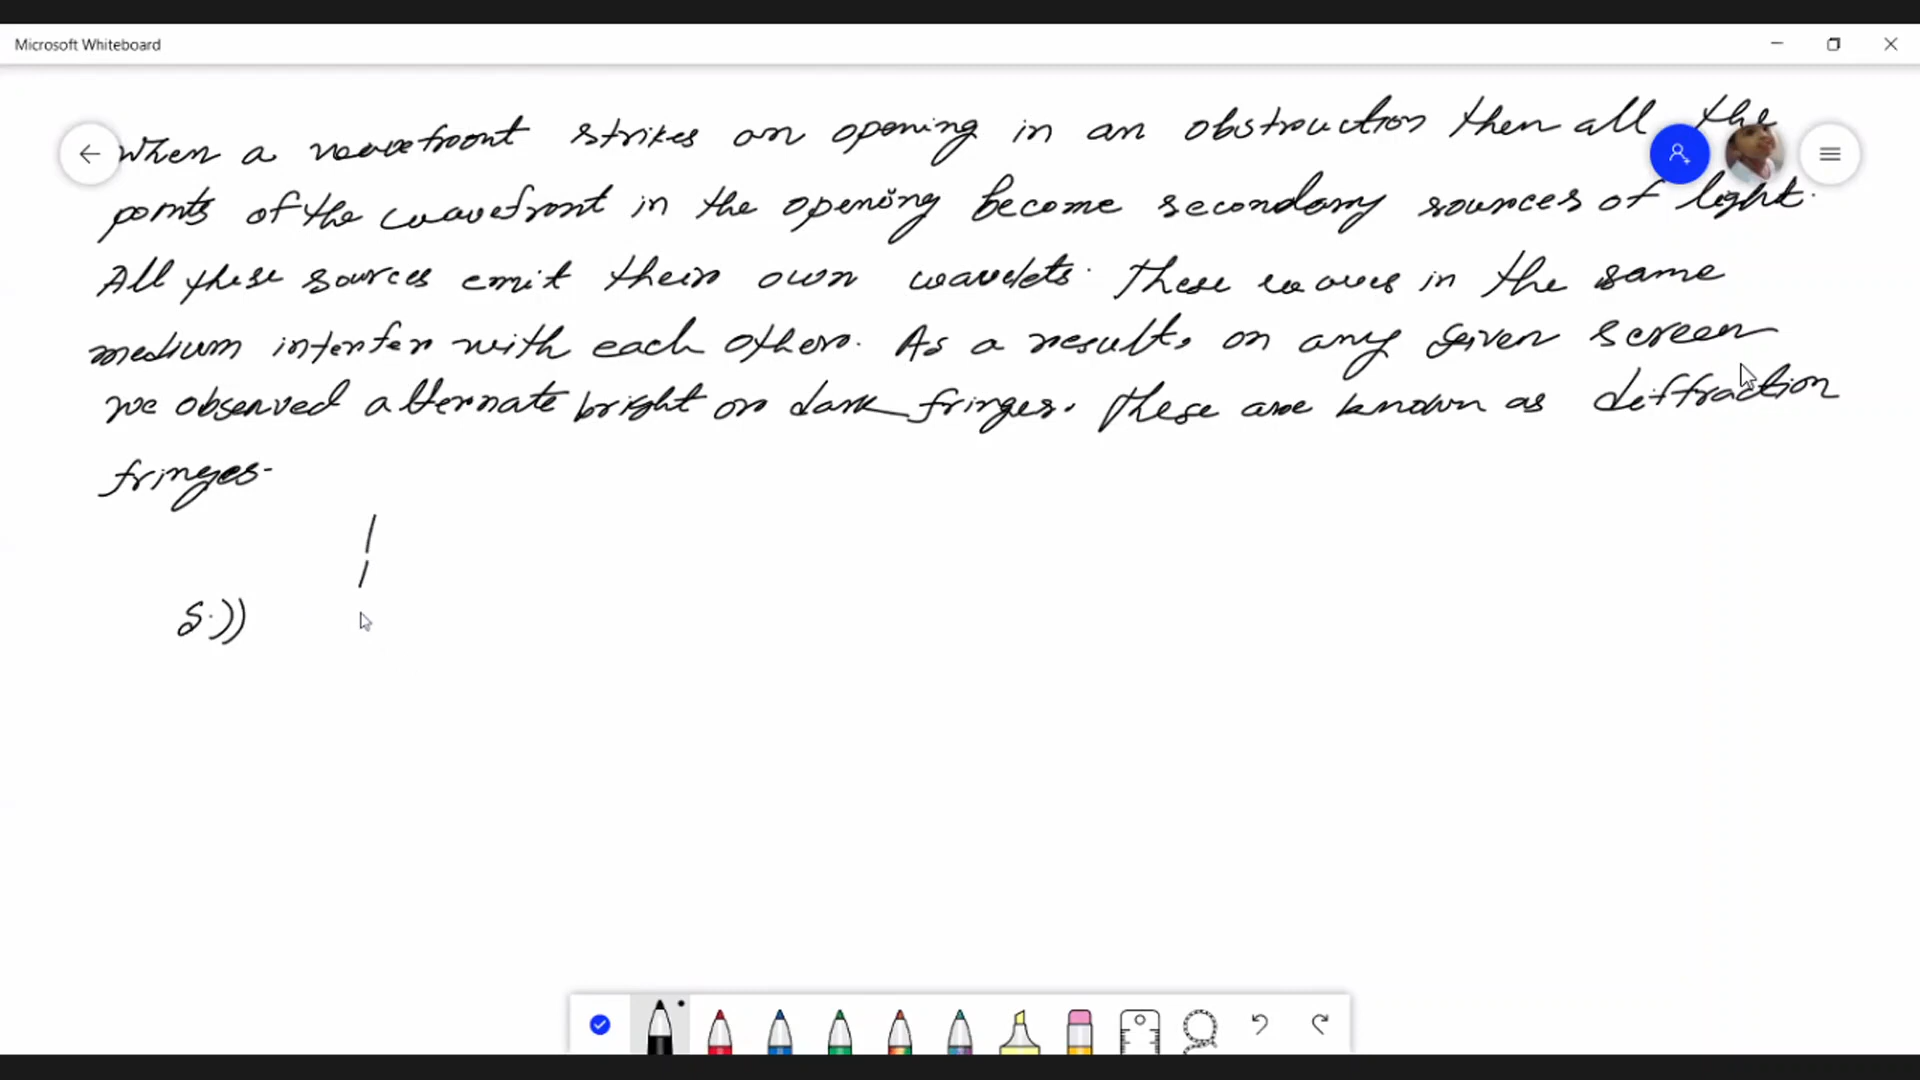 Microsoft Whiteboard
When a wavefront strikes on opening in an obstruction then all the
points of the wavefront in the opening become secondary sources of light.
All these sources emit their own wavelets. These waves in the same
medium interfer with each others. As a result, on any given screen
we observed alternate bright or dark fringes. These are known as diffraction
fringes.
S.))